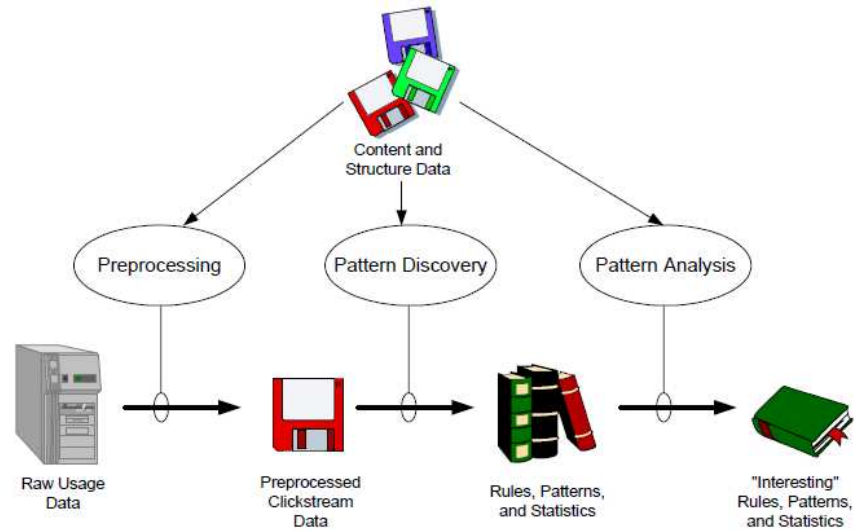 Content and
Structure Data
Preprocessing
Pattern Discovery
Pattern Analysis
Raw Usage
Data
Preprocessed
Clickstream
Data
Rules, Patterns,
and Statistics
"Interesting"
Rules, Patterns,
and Statistics